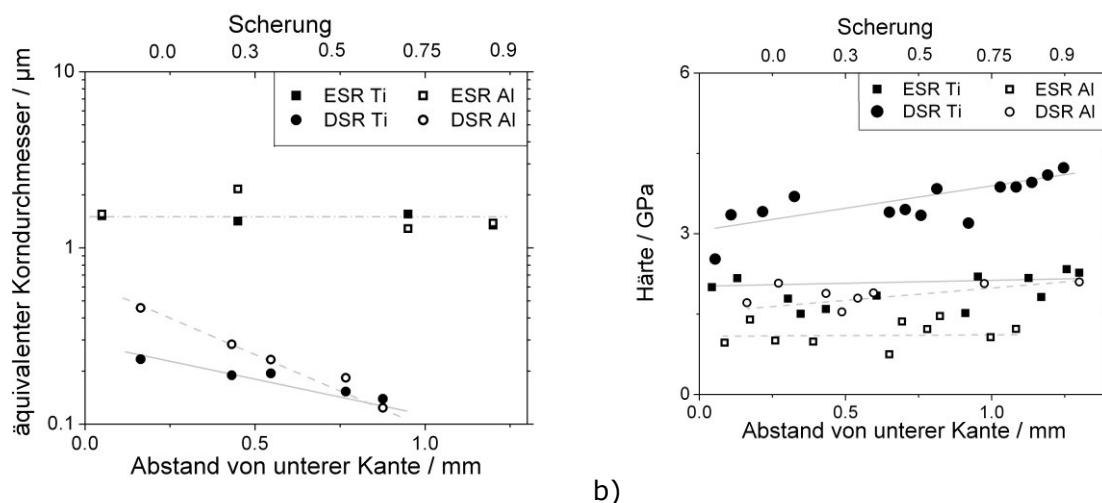 Scherung
0.0 0.3 0.5 0.75 0.9
10
1
0.1
äquivalenter Korndurchmesser / µm
ESR Ti ESR Al
DSR Ti DSR Al
0.0 0.5 1.0
Abstand von unterer Kante / mm
b)
Scherung
0.0 0.3 0.5 0.75 0.9
6
3
0
Härte / GPa
ESR Ti ESR Al
DSR Ti DSR Al
0.0 0.5 1.0
Abstand von unterer Kante / mm